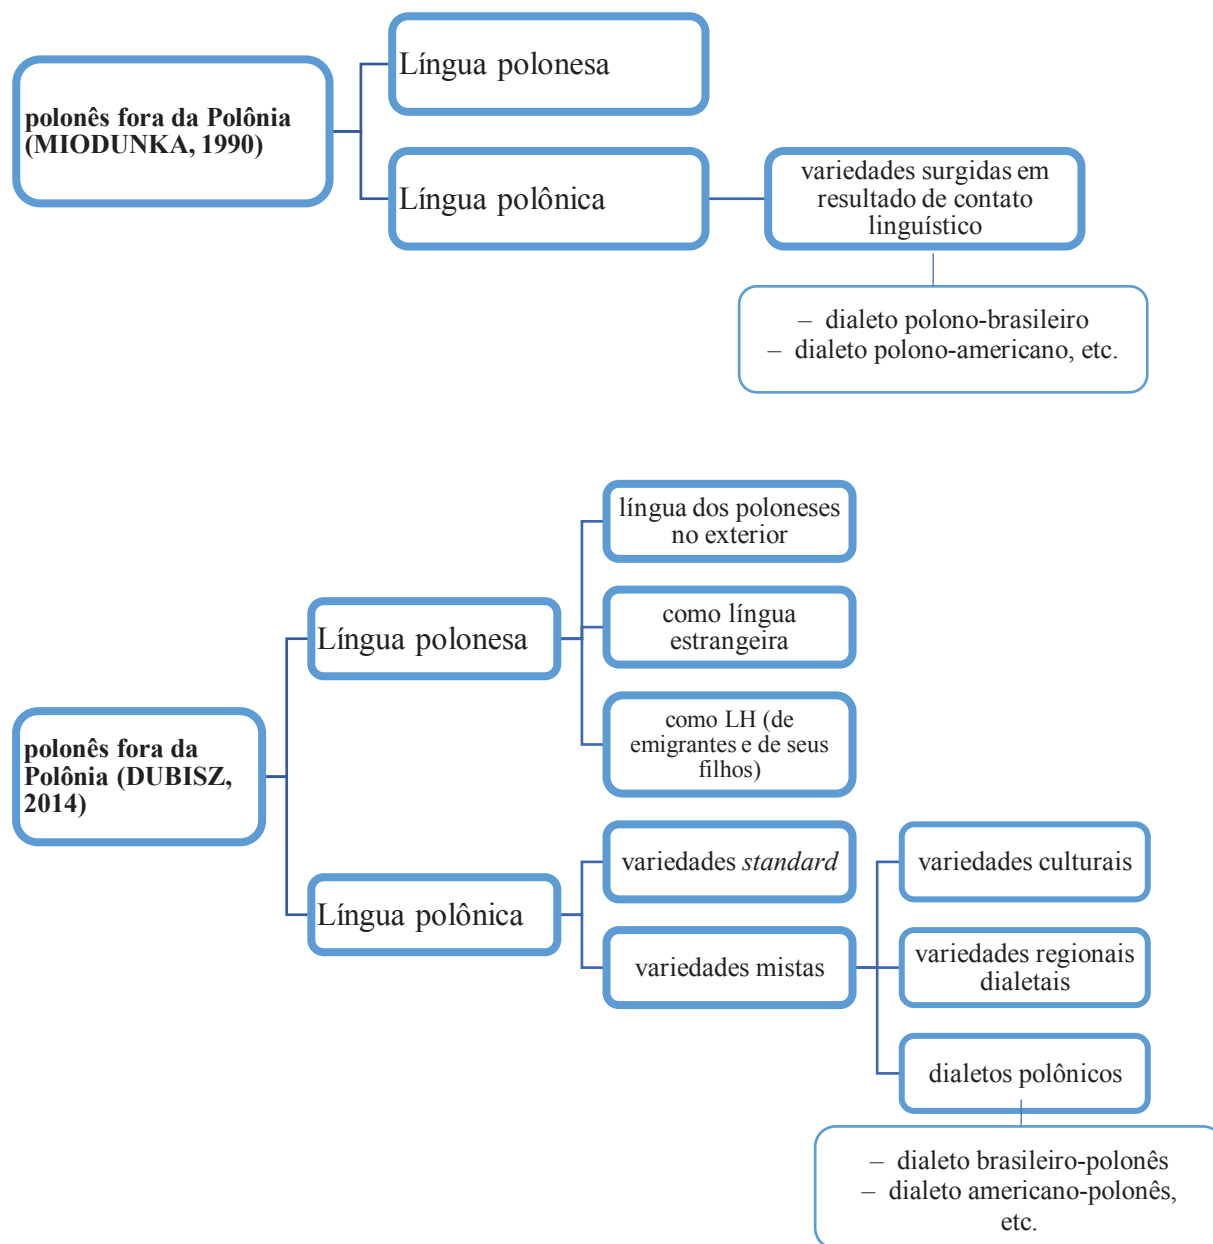 polonês fora da Polônia
(MIODUNKA, 1990)
Língua polonesa
Língua polônica
variedades surgidas em
resultado de contato
linguístico
– dialeto polono-brasileiro
– dialeto polono-americano, etc.
polonês fora da
Polônia (DUBISZ,
2014)
Língua polonesa
língua dos poloneses
no exterior
como língua
estrangeira
como LH (de
emigrantes e de seus
filhos)
Língua polônica
variedades standard
variedades mistas
variedades culturais
variedades regionais
dialetais
dialetos polônicos
– dialeto brasileiro-polonês
– dialeto americano-polonês,
etc.